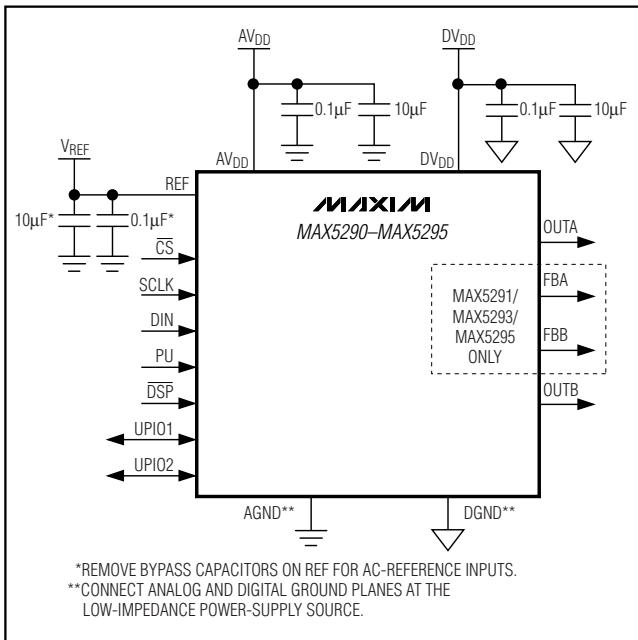 AVDD
DVDD
0.1µF
10µF
0.1µF
10µF
VREF
REF
AVDD
DVDD
10µF*
0.1µF*
MAXIM
MAX5290–MAX5295
CS
SCLK
DIN
PU
DSP
UPIO1
UPIO2
OUTA
FBA
MAX5291/
MAX5293/
MAX5295
ONLY
FBB
OUTB
AGND**
DGND**
*REMOVE BYPASS CAPACITORS ON REF FOR AC-REFERENCE INPUTS.
**CONNECT ANALOG AND DIGITAL GROUND PLANES AT THE
LOW-IMPEDANCE POWER-SUPPLY SOURCE.